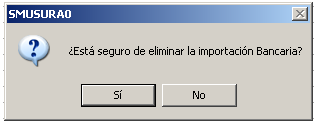 SMUSURA0
¿Está seguro de eliminar la importación Bancaria?
Sí
No